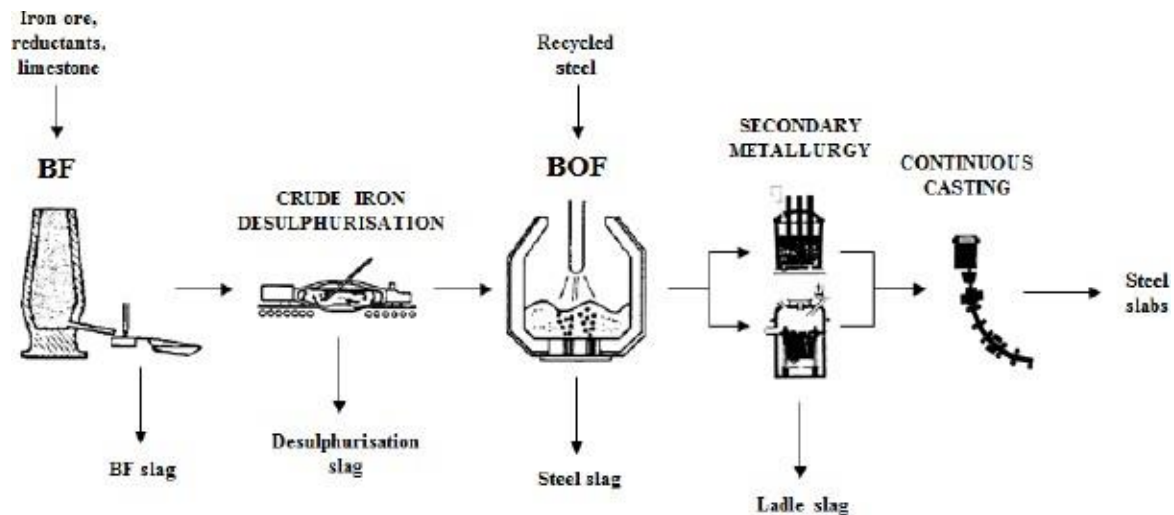 Iron ore,
reductants,
limestone
BF
BF slag
CRUDE IRON
DESULPHURISATION
Desulphurisation
slag
Recycled
steel
BOF
Steel slag
SECONDARY
METALLURGY
Ladle slag
CONTINUOUS
CASTING
Steel
slabs